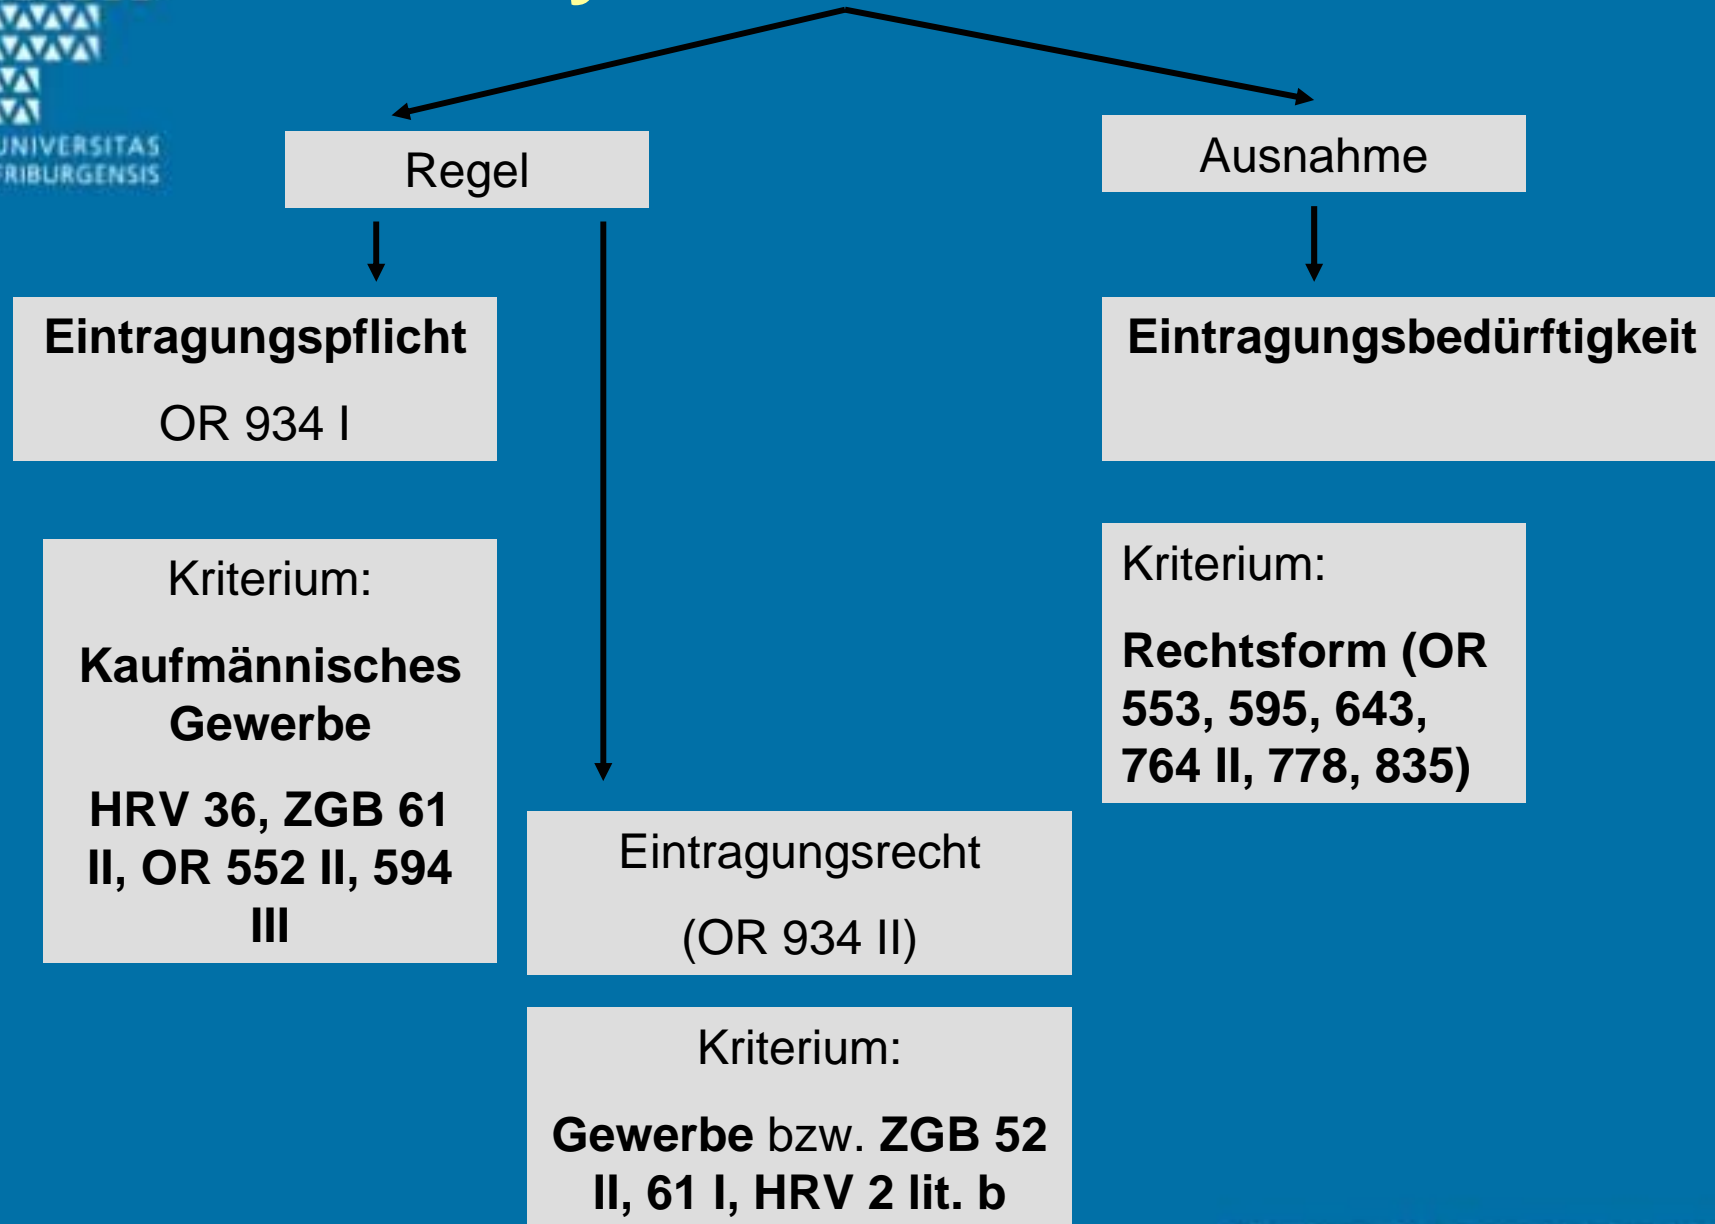 UNIVERSITAS
FRIBURGENSIS
Regel
Ausnahme
Eintragungspflicht
OR 934 I
Eintragungsbedürftigkeit
Kriterium:
Kaufmännisches
Gewerbe
HRV 36, ZGB 61
II, OR 552 II, 594
III
Kriterium:
Rechtsform (OR
553, 595, 643,
764 II, 778, 835)
Eintragungsrecht
(OR 934 II)
Kriterium:
Gewerbe bzw. ZGB 52
II, 61 I, HRV 2 lit. b